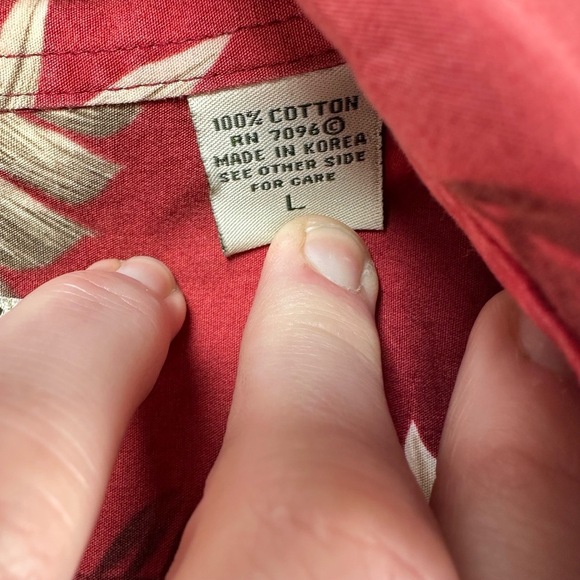 100% COTTON
RN 7096©
MADE IN KOREA
SEE OTHER SIDE
FOR CARE
L